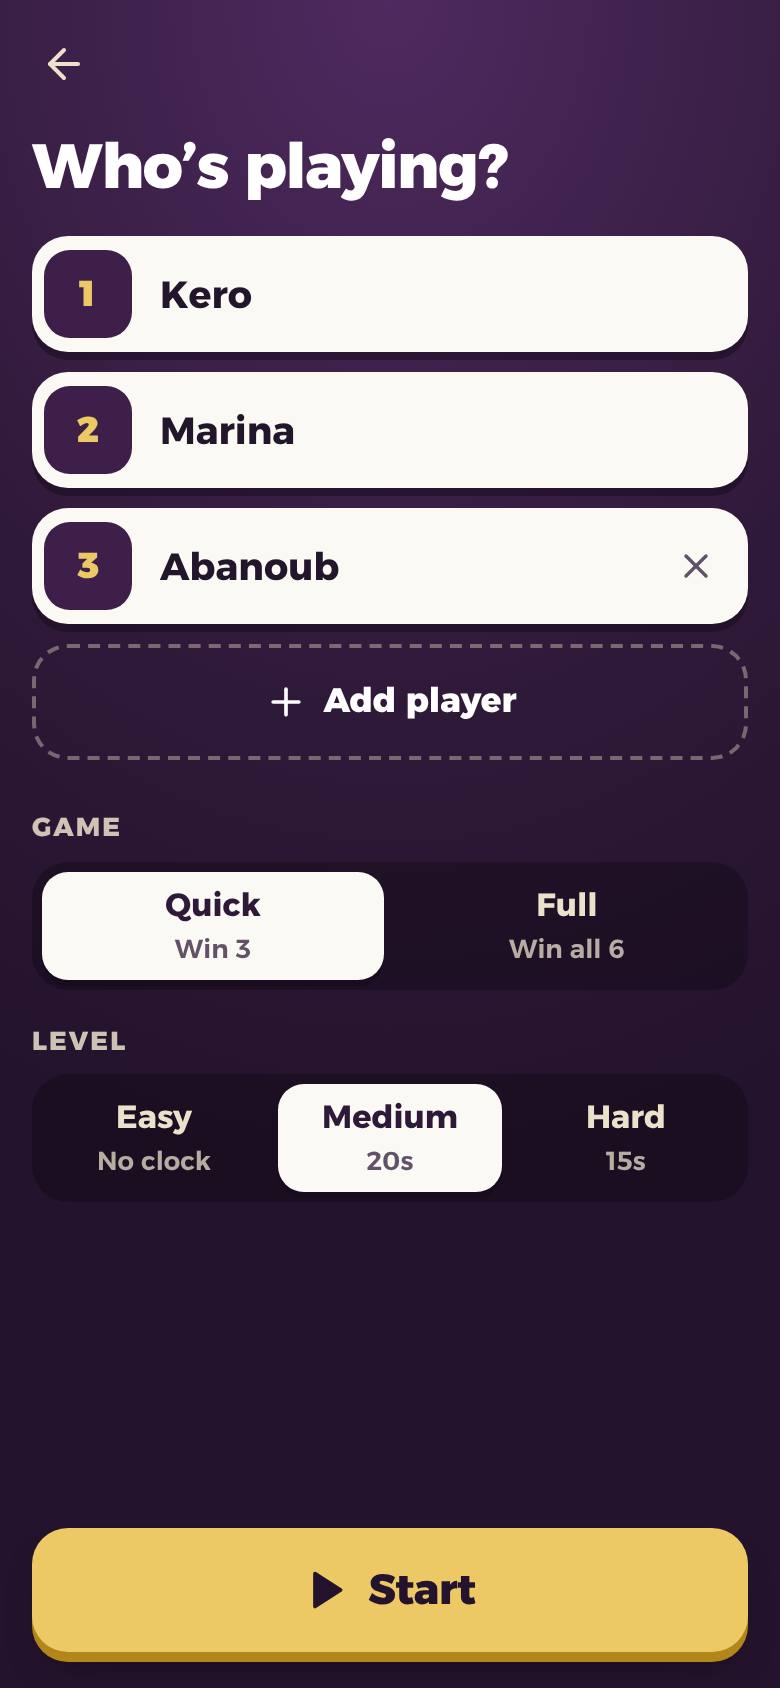 Who’s playing?
1 Kero
2 Marina
3 Abanoub
Add player
GAME
Quick Full
Win 3 Win all 6
LEVEL
Easy Medium Hard
No clock 20s 15s
Start